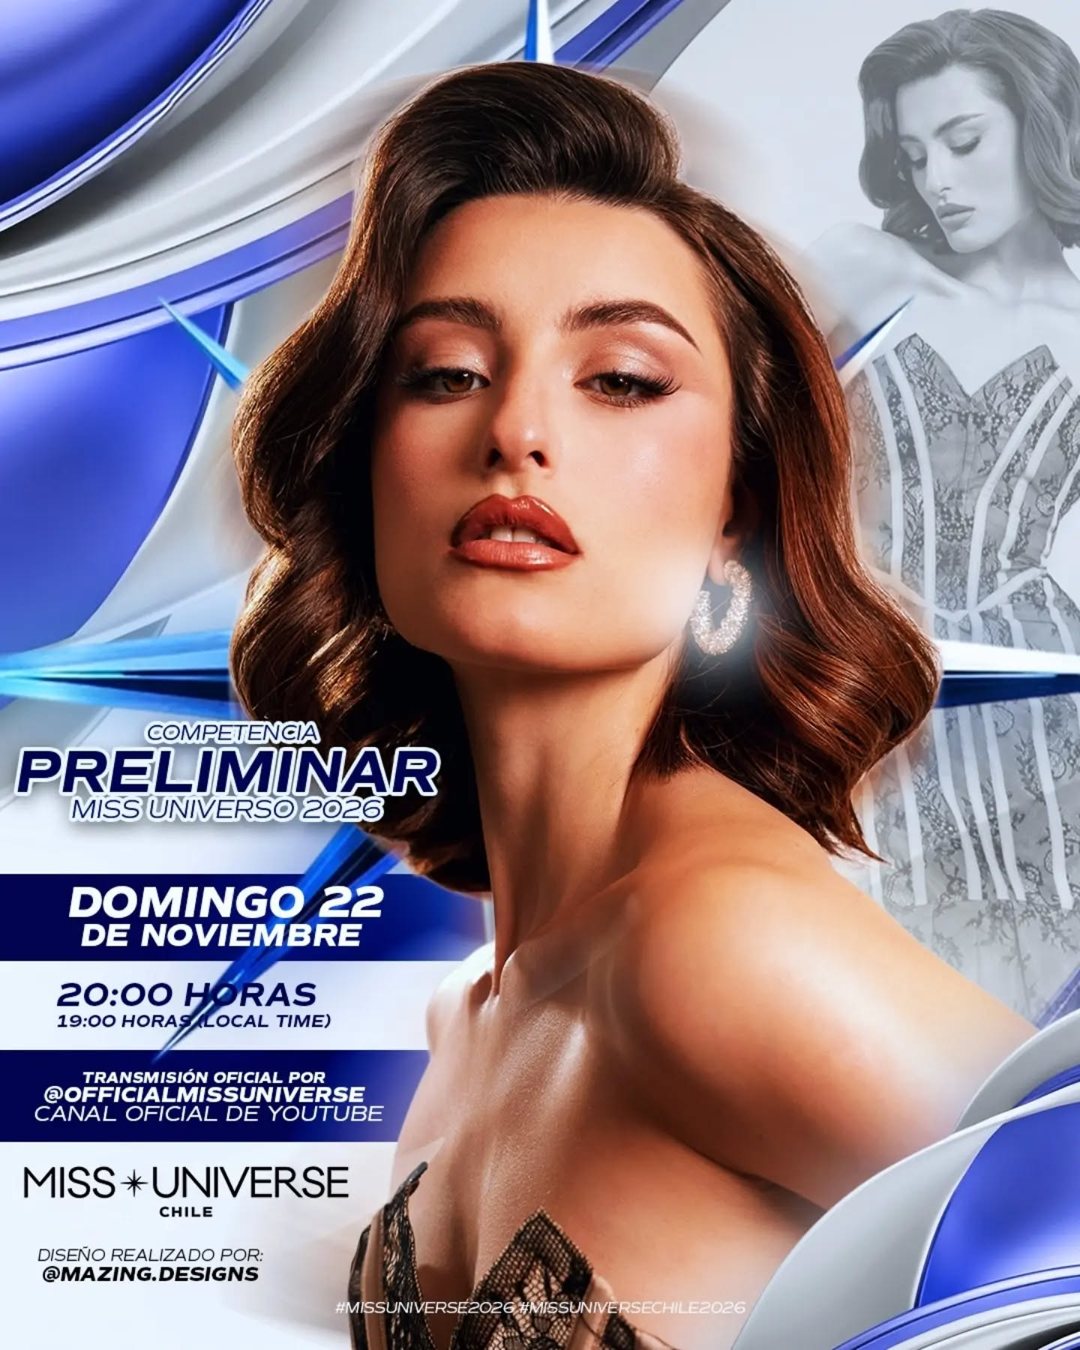 COMPETENCIA
PRELIMINAR
MISS UNIVERSO 2026
DOMINGO 22
DE NOVIEMBRE
20:00 HORAS
19:00 HORAS (LOCAL TIME)
TRANSMISIÓN OFICIAL POR
@OFFICIALMISSUNIVERSE
CANAL OFICIAL DE YOUTUBE
MISS UNIVERSE
CHILE
DISEÑO REALIZADO POR:
@MAZING.DESIGNS
#MISSUNIVERSE2026 #MISSUNIVERSECHILE2026